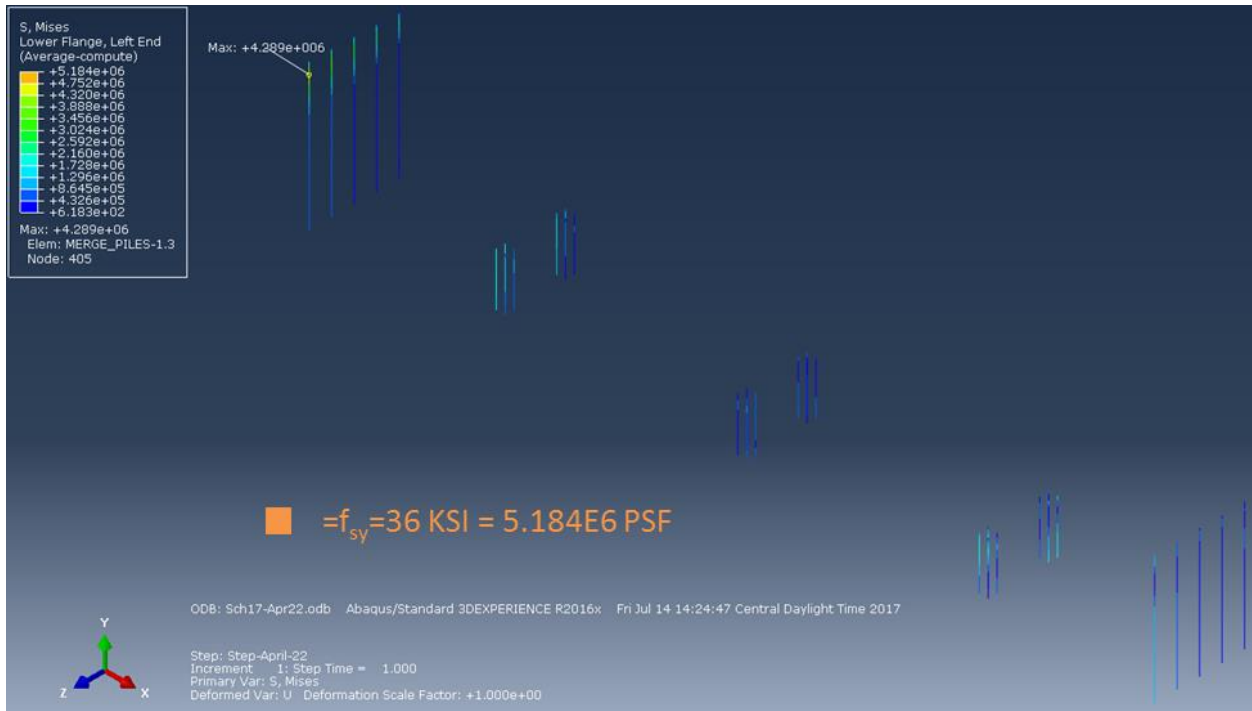 S, Mises
Lower Flange, Left End
(Average-compute)
+5.184e+06
+4.752e+06
+4.320e+06
+3.888e+06
+3.456e+06
+3.024e+06
+2.592e+06
+2.160e+06
+1.728e+06
+1.296e+06
+8.645e+05
+4.326e+05
+6.183e+02
Max: +4.289e+06
Elem: MERGE_PILES-1.3
Node: 405
Max: +4.289e+006
=fsy=36 KSI = 5.184E6 PSF
ODB: Sch17-Apr22.odb Abaqus/Standard 3DEXPERIENCE R2016x Fri Jul 14 14:24:47 Central Daylight Time 2017
Step: Step-April-22
Increment 1: Step Time = 1.000
Primary Var: S, Mises
Deformed Var: U Deformation Scale Factor: +1.000e+00
Y
Z
X